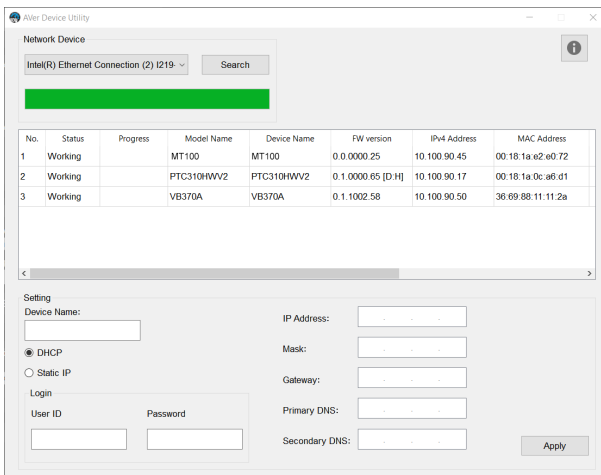 AVer Device Utility
Network Device
Intel(R) Ethernet Connection (2) I219- Search
No. Status Progress Model Name Device Name FW version IPv4 Address MAC Address
1 Working MT100 MT100 0.0.0000.25 10.100.90.45 00:18:1a:e2:e0:72
2 Working PTC310HWV2 PTC310HWV2 0.1.0000.65 [D:H] 10.100.90.17 00:18:1a:0c:a6:d1
3 Working VB370A VB370A 0.1.1002.58 10.100.90.50 36:69:88:11:11:2a
Setting
Device Name:
IP Address:
DHCP
Mask:
Static IP
Gateway:
Login
User ID Password
Primary DNS:
Secondary DNS:
Apply